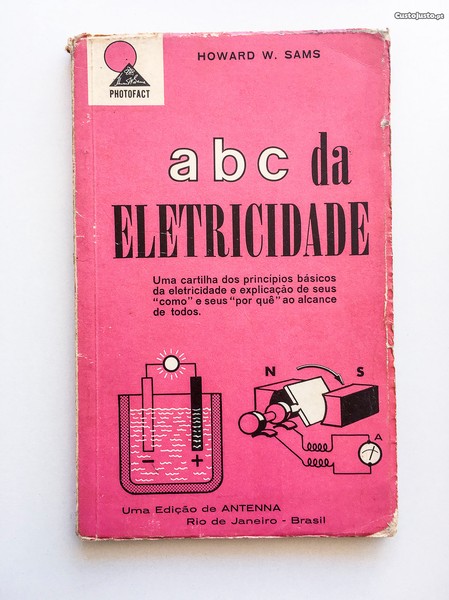 CustoJusto.pt
HOWARD W. SAMS
PHOTOFACT
abc da
ELETRICIDADE
Uma cartilha dos princípios básicos
da eletricidade e explicação de seus
“como” e seus “por quê” ao alcance
de todos.
N S
A
- +
Uma Edição de ANTENNA
Rio de Janeiro - Brasil